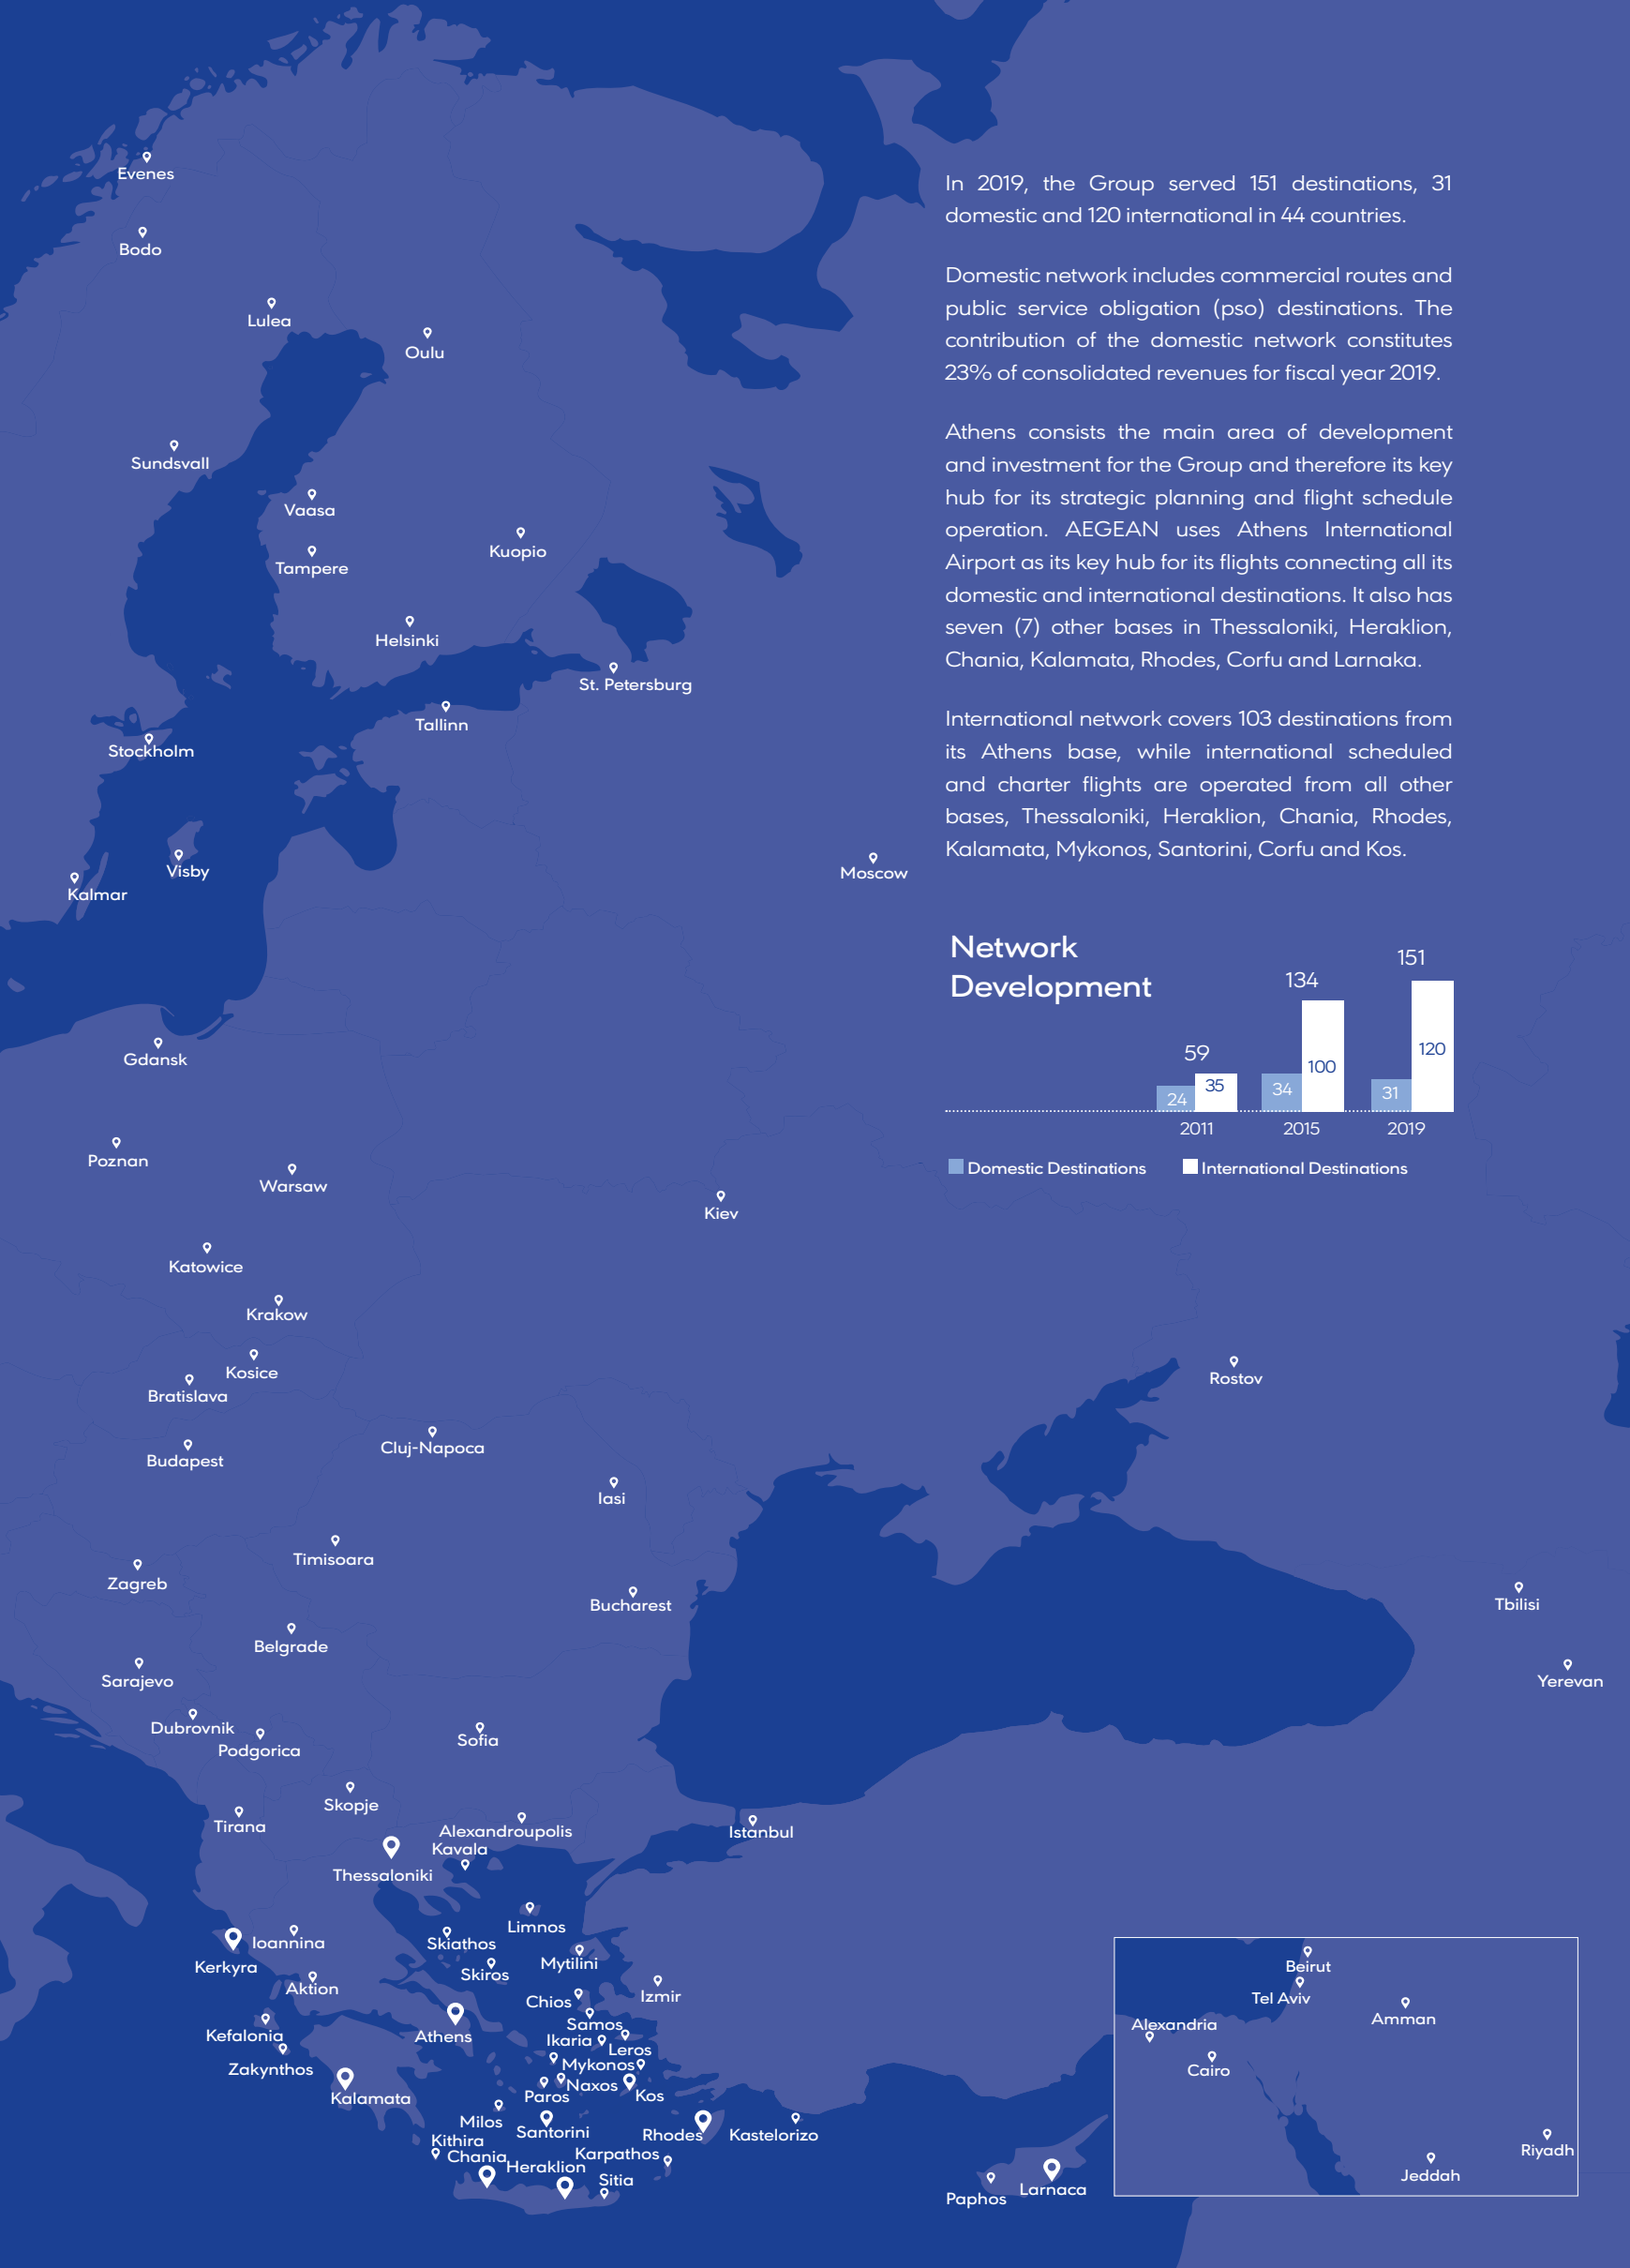 Evenes
Bodo
Lulea
Oulu
Sundsvall
Vaasa
Tampere
Kuopio
Helsinki
St. Petersburg
Tallinn
Stockholm
Visby
Kalmar
Moscow
In 2019, the Group served 151 destinations, 31
domestic and 120 international in 44 countries.
Domestic network includes commercial routes and
public service obligation (pso) destinations. The
contribution of the domestic network constitutes
23% of consolidated revenues for fiscal year 2019.
Athens consists the main area of development
and investment for the Group and therefore its key
hub for its strategic planning and flight schedule
operation. AEGEAN uses Athens International
Airport as its key hub for its flights connecting all its
domestic and international destinations. It also has
seven (7) other bases in Thessaloniki, Heraklion,
Chania, Kalamata, Rhodes, Corfu and Larnaka.
International network covers 103 destinations from
its Athens base, while international scheduled
and charter flights are operated from all other
bases, Thessaloniki, Heraklion, Chania, Rhodes,
Kalamata, Mykonos, Santorini, Corfu and Kos.
Network
Development
59
134
151
24
35
34
100
31
120
2011
2015
2019
Domestic Destinations
International Destinations
Gdansk
Poznan
Warsaw
Kiev
Katowice
Krakow
Kosice
Bratislava
Rostov
Cluj-Napoca
Budapest
Iasi
Timisoara
Zagreb
Bucharest
Tbilisi
Belgrade
Sarajevo
Yerevan
Dubrovnik
Podgorica
Sofia
Skopje
Tirana
Alexandroupolis
Istanbul
Kavala
Thessaloniki
Limnos
Ioannina
Skiathos
Kerkyra
Mytilini
Skiros
Aktion
Izmir
Chios
Samos
Kefalonia
Athens
Ikaria
Leros
Zakynthos
Mykonos
Naxos
Kalamata
Paros
Kos
Milos
Santorini
Rhodes
Kastelorizo
Kithira
Chania
Karpathos
Heraklion
Sitia
Paphos
Larnaca
Beirut
Tel Aviv
Amman
Alexandria
Cairo
Riyadh
Jeddah